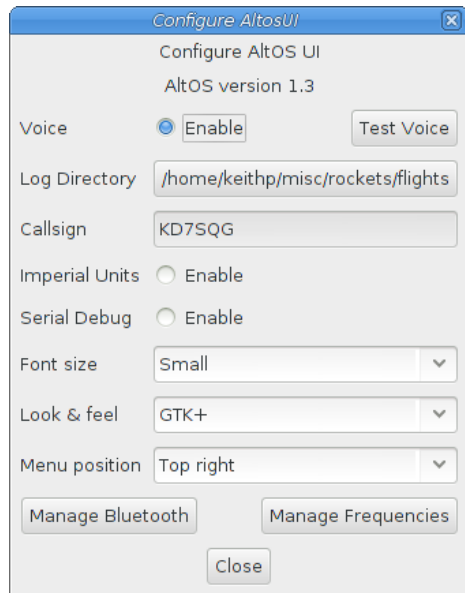 Configure AltosUI
Configure AltOS UI
AltOS version 1.3
Voice Enable Test Voice
Log Directory /home/keithp/misc/rockets/flights
Callsign KD7SQG
Imperial Units Enable
Serial Debug Enable
Font size Small
Look & feel GTK+
Menu position Top right
Manage Bluetooth Manage Frequencies
Close